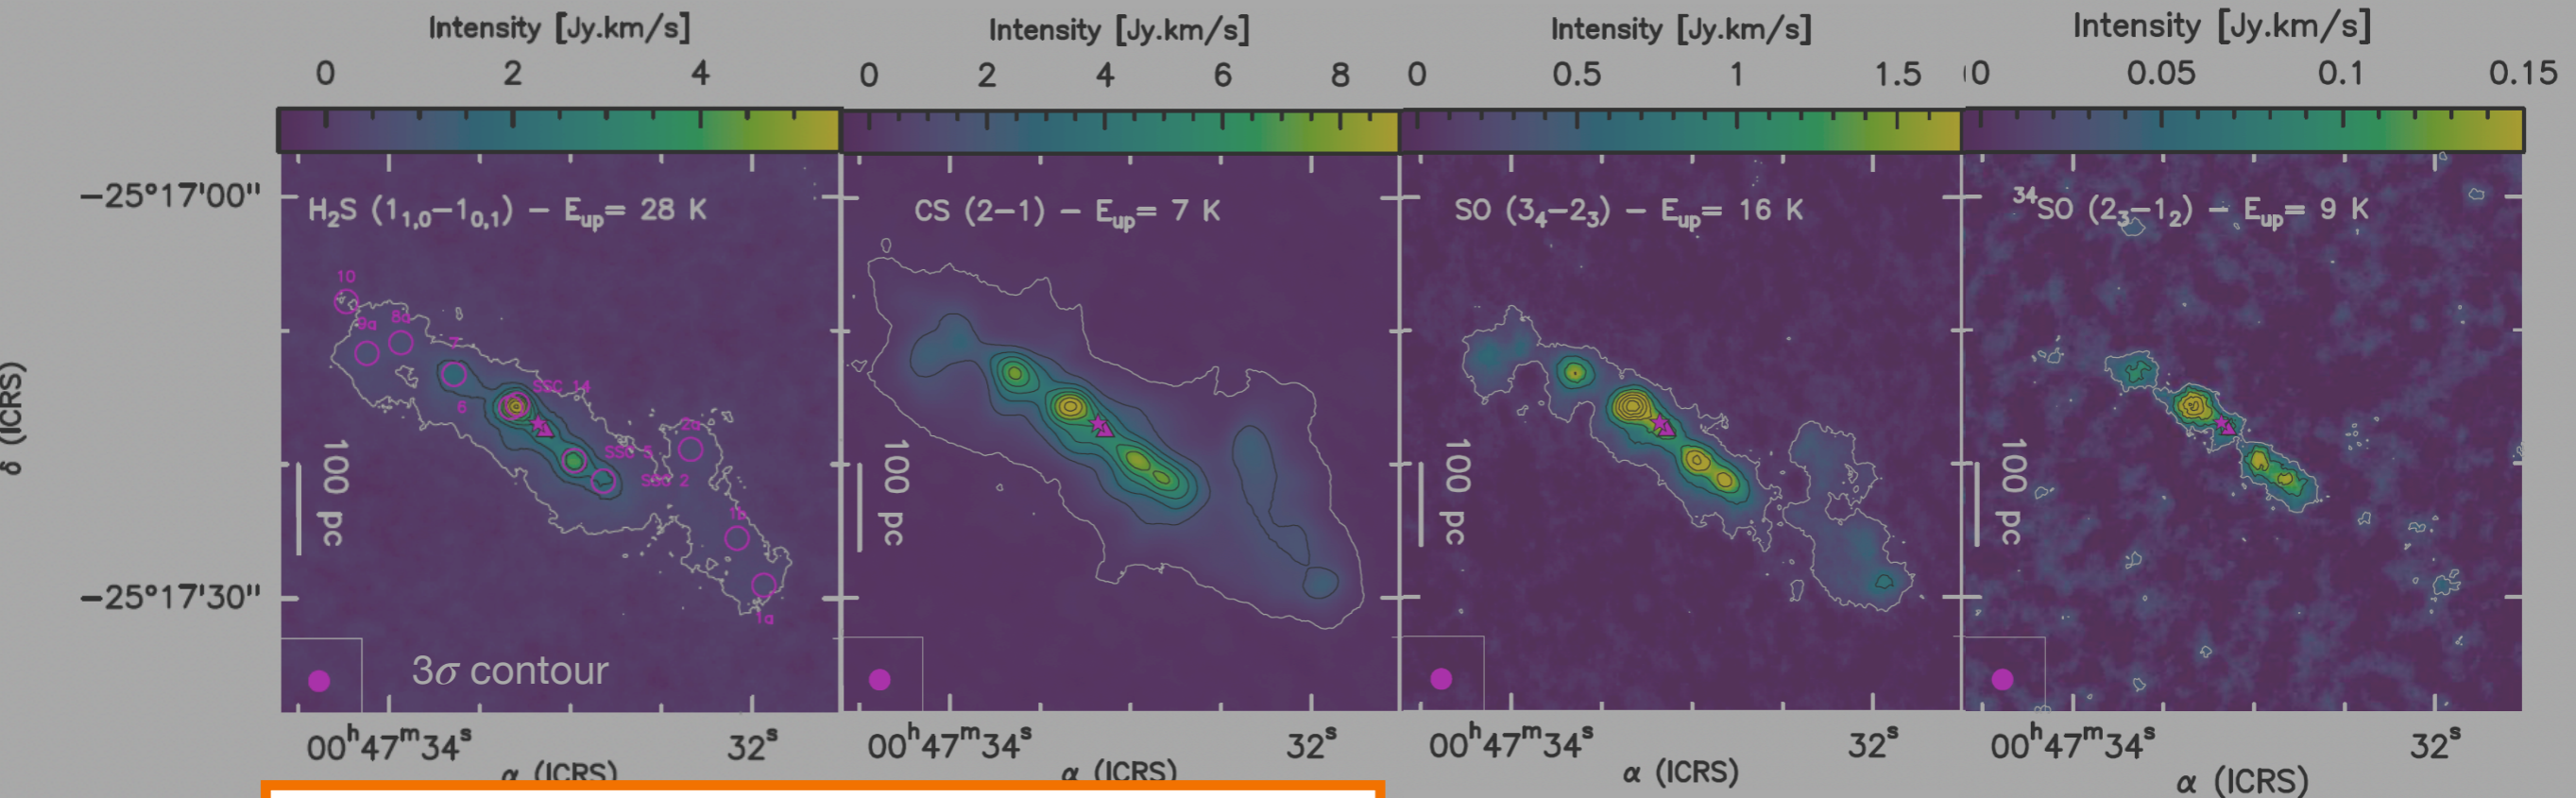 Intensity [Jy.km/s]
0 2 4
Intensity [Jy.km/s]
0 2 4 6 8
Intensity [Jy.km/s]
0 0.5 1 1.5
Intensity [Jy.km/s]
0 0.05 0.1 0.15
δ (ICRS)
−25°17'00"
−25°17'30"
H₂S (1₁,₀−1₀,₁) − Eᵤₚ= 28 K
10
9a 8a
7
SSC 14
6
2a
SSC 5
SSC 2
1b
1a
100 pc
3σ contour
00ʰ47ᵐ34ˢ 32ˢ
α (ICRS)
CS (2−1) − Eᵤₚ= 7 K
100 pc
00ʰ47ᵐ34ˢ 32ˢ
α (ICRS)
SO (3₄−2₃) − Eᵤₚ= 16 K
100 pc
00ʰ47ᵐ34ˢ 32ˢ
α (ICRS)
³⁴SO (2₃−1₂) − Eᵤₚ= 9 K
100 pc
00ʰ47ᵐ34ˢ 32ˢ
α (ICRS)